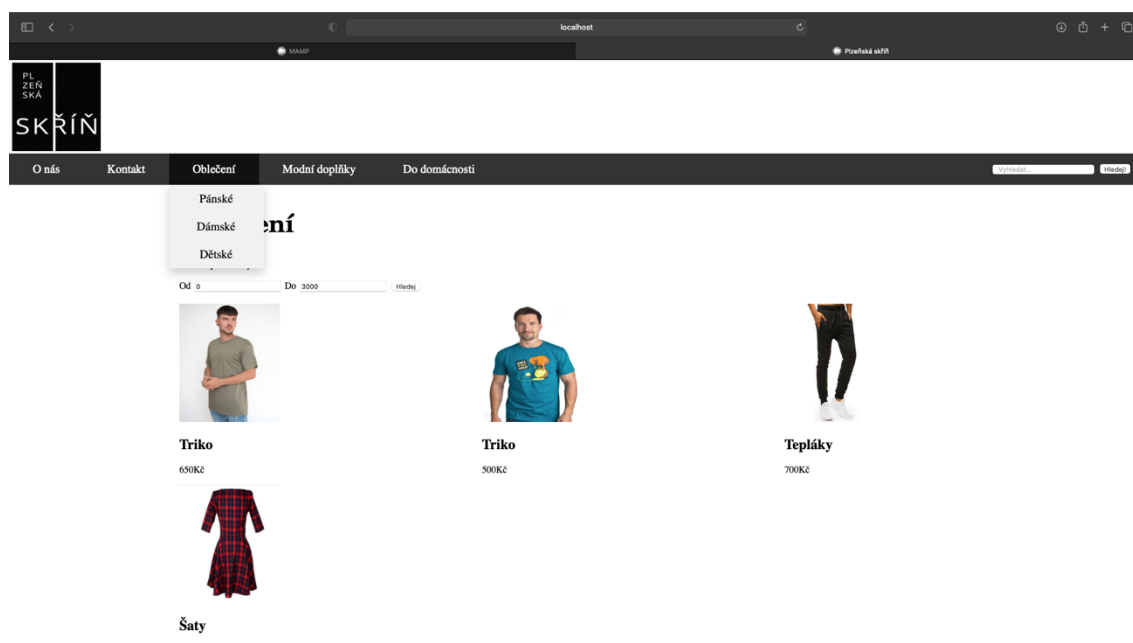 localhost
MAMP
Plzeňská skříň
PL
ZEŇ
SKÁ
SKŘÍŇ
O nás Kontakt Oblečení Modní doplňky Do domácnosti Vyhledat... Hledej!
Pánské
Dámské
Dětské
ení
Od 0 Do 3000 Hledej
Triko Triko Tepláky
650Kč 500Kč 700Kč
Šaty